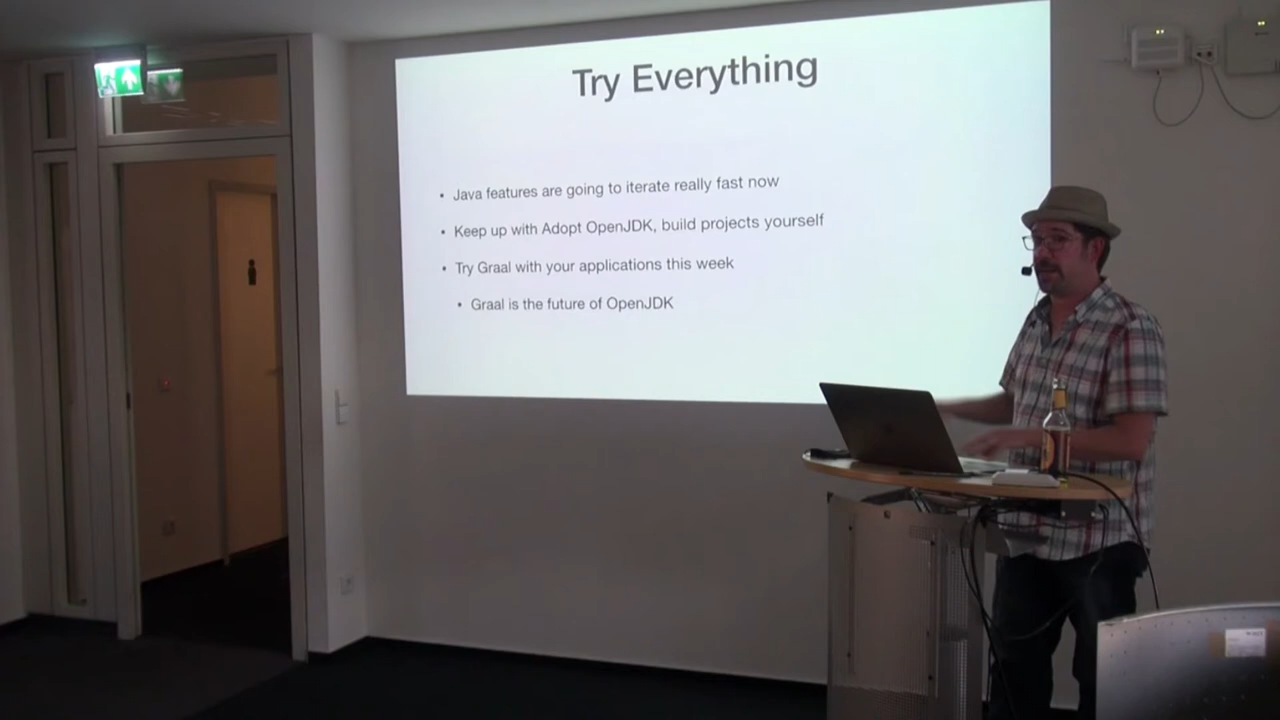 Try Everything
• Java features are going to iterate really fast now
• Keep up with Adopt OpenJDK, build projects yourself
• Try Graal with your applications this week
• Graal is the future of OpenJDK